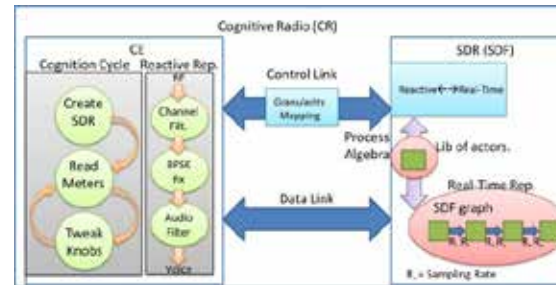 Cognitive Radio (CR)
CE
Cognition Cycle
Reactive Rep.
RF
Create
SDR
Read
Meters
Tweak
Knobs
Channel
Filt.
BPSK
Rx
Audio
Filter
Voice
Control Link
Granularity
Mapping
Data Link
SDR (SDF)
Reactive←→Real-Time
Process
Algebra
Lib of actors.
Real-Time Rep.
SDF graph
= Sampling Rate